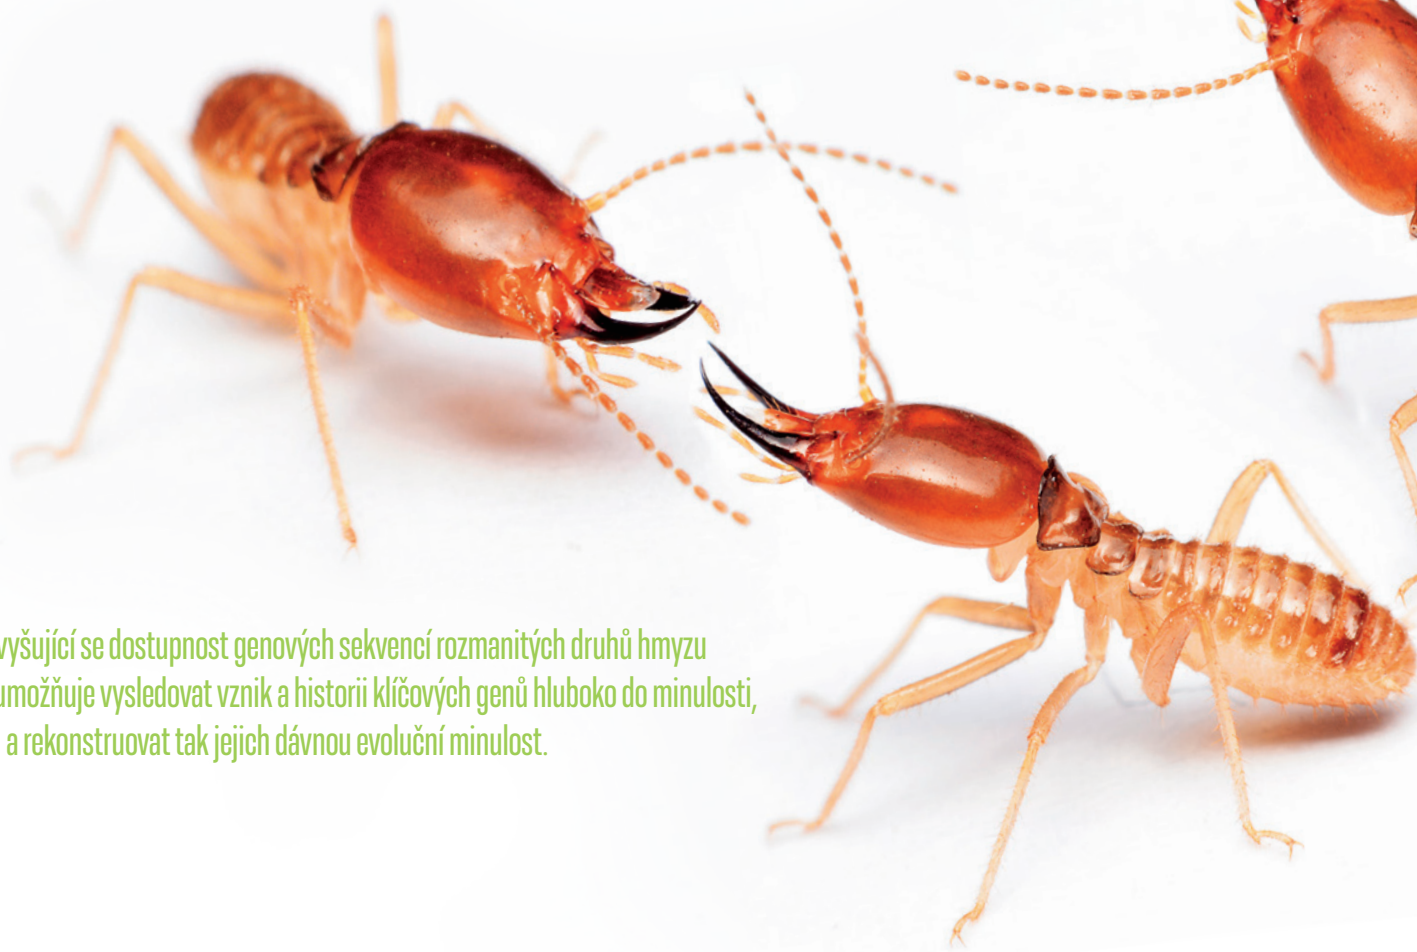 vyšující se dostupnost genových sekvencí rozmanitých druhů hmyzu
umožňuje vysledovat vznik a historii klíčových genů hluboko do minulosti,
a rekonstruovat tak jejich dávnou evoluční minulost.